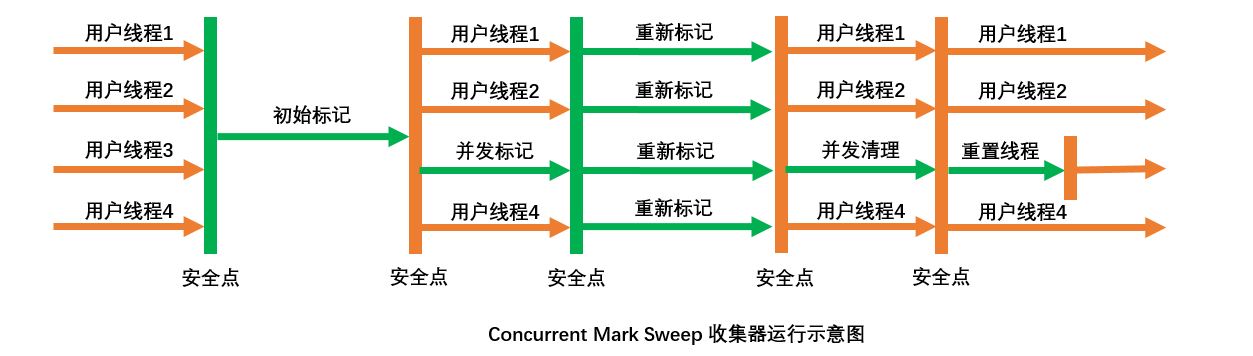 用户线程1
用户线程1
重新标记
用户线程1
用户线程1
用户线程2
用户线程2
重新标记
用户线程2
用户线程2
初始标记
用户线程3
并发标记
重新标记
并发清理
重置线程
用户线程4
用户线程4
重新标记
用户线程4
用户线程4
安全点
安全点
安全点
安全点
安全点
Concurrent Mark Sweep 收集器运行示意图